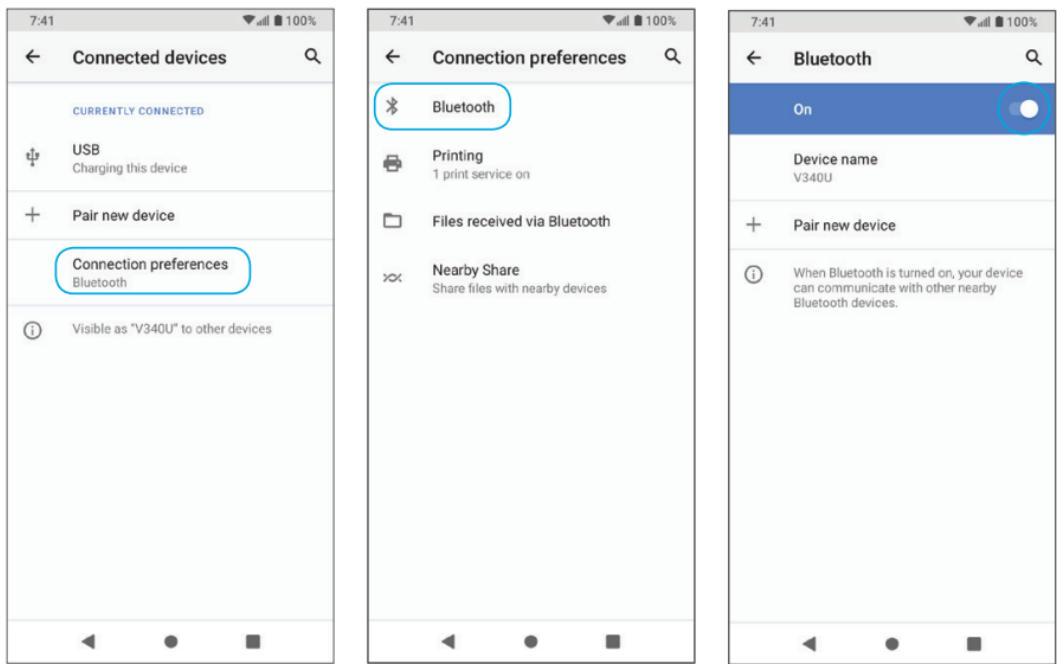 7:41 100%
Connected devices
CURRENTLY CONNECTED
USB
Charging this device
Pair new device
Connection preferences
Bluetooth
Visible as "V340U" to other devices
7:41 100%
Connection preferences
Bluetooth
Printing
1 print service on
Files received via Bluetooth
Nearby Share
Share files with nearby devices
7:41 100%
Bluetooth
On
Device name
V340U
Pair new device
When Bluetooth is turned on, your device
can communicate with other nearby
Bluetooth devices.